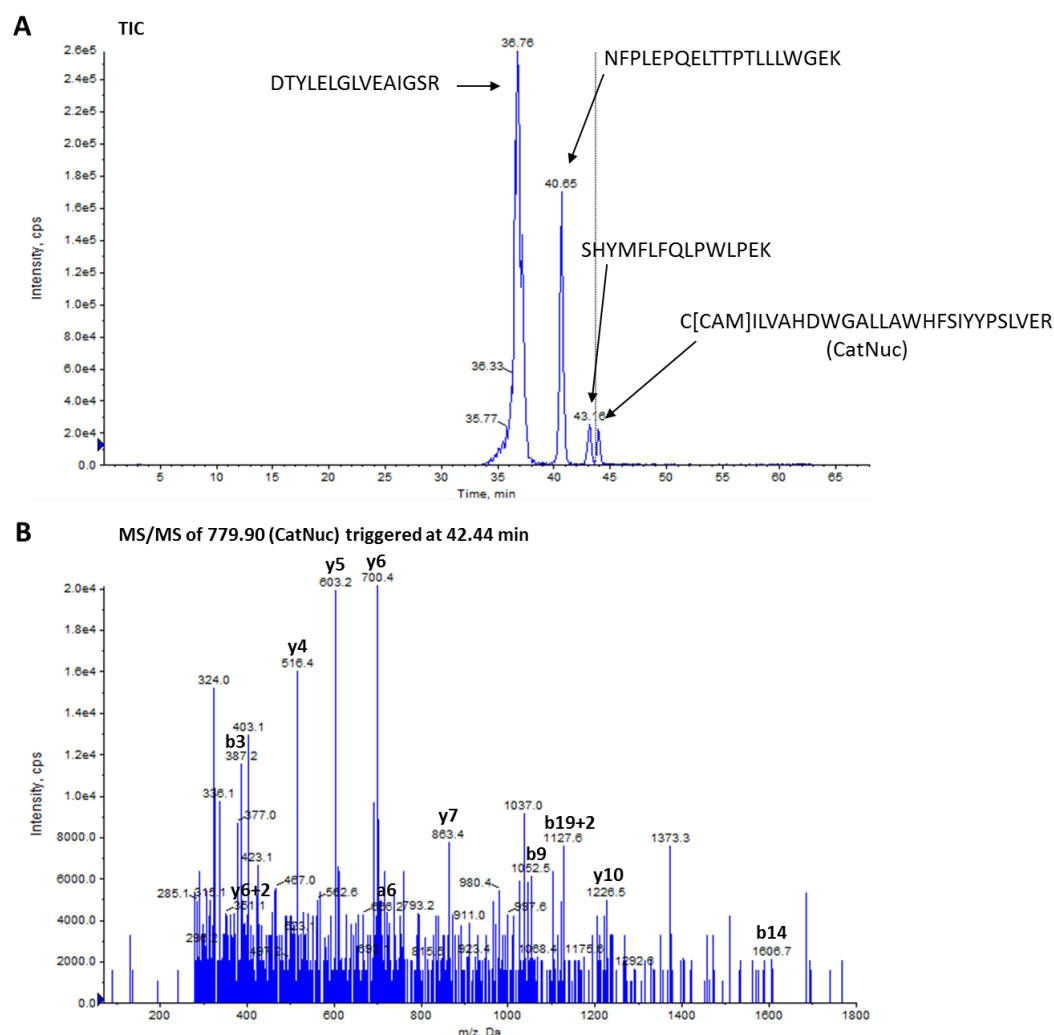 A
TIC
36.76
2.6e5
2.4e5
2.2e5
2.0e5
1.8e5
1.6e5
1.4e5
1.2e5
1.0e5
8.0e4
6.0e4
4.0e4
2.0e4
0.0
Intensity, cps
DTYLELGLVEAIGSR
NFPLEPQELTTPTLLLWGEK
40.65
SHYMFLFQLPWLPEK
C[CAM]ILVAHDWGALLAWHFSIYYPSLVER
(CatNuc)
36.33
35.77
43.16
5 10 15 20 25 30 35 40 45 50 55 60 65
Time, min
B
MS/MS of 779.90 (CatNuc) triggered at 42.44 min
2.0e4
1.8e4
1.6e4
1.4e4
1.2e4
1.0e4
8000.0
6000.0
4000.0
2000.0
0.0
Intensity, cps
y5
603.2
y6
700.4
y4
516.4
324.0
403.1
b3
387.2
336.1
377.0
423.1
y7
863.4
1037.0
b19+2
1127.6
1373.3
b9
1052.5
y10
1226.5
285.1
315.1
y6+2
351.1
467.0
562.6
a6
793.2
980.4
911.0
997.6
523.1
497.2
693.1
815.5
923.4
1068.4
1175.6
1292.6
b14
1606.7
200 400 600 800 1000 1200 1400 1600 1800
m/z, Da